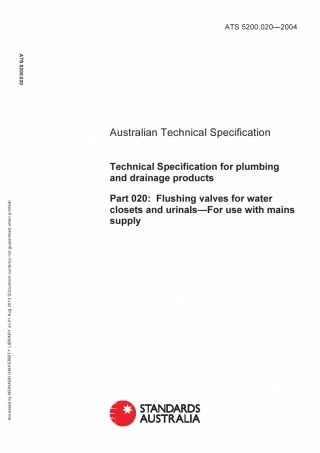 ATS 5200.020—2004
ATS 5200.020
Australian Technical Specification
Technical Specification for plumbing
and drainage products
Part 020: Flushing valves for water
closets and urinals—For use with mains
supply
Accessed by MONASH UNIVERSITY LIBRARY on 21 Aug 2010 (Document currency not guaranteed when printed)
STANDARDS
AUSTRALIA